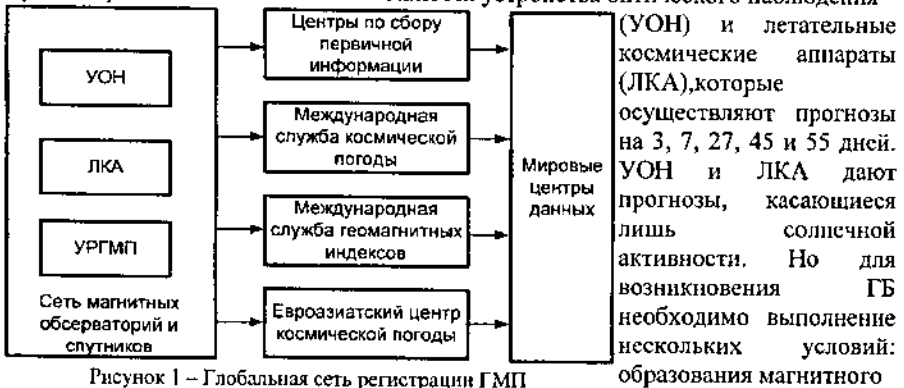 устройства оптического наблюдения
(УОН) и летательные
космические аппараты
(ЛКА),которые
осуществляют прогнозы
на 3, 7, 27, 45 и 55 дней.
УОН и ЛКА дают
прогнозы, касающиеся
лишь солнечной
активности. Но для
возникновения ГБ
необходимо выполнение
нескольких условий:
образования магнитного
УОН
ЛКА
УРГМП
Сеть магнитных
обсерваторий и
спутников
Центры по сбору
первичной
информации
Международная
служба космической
погоды
Международная
служба геомагнитных
индексов
Евроазиатский центр
космической погоды
Мировые
центры
данных
Рисунок 1 – Глобальная сеть регистрации ГМП